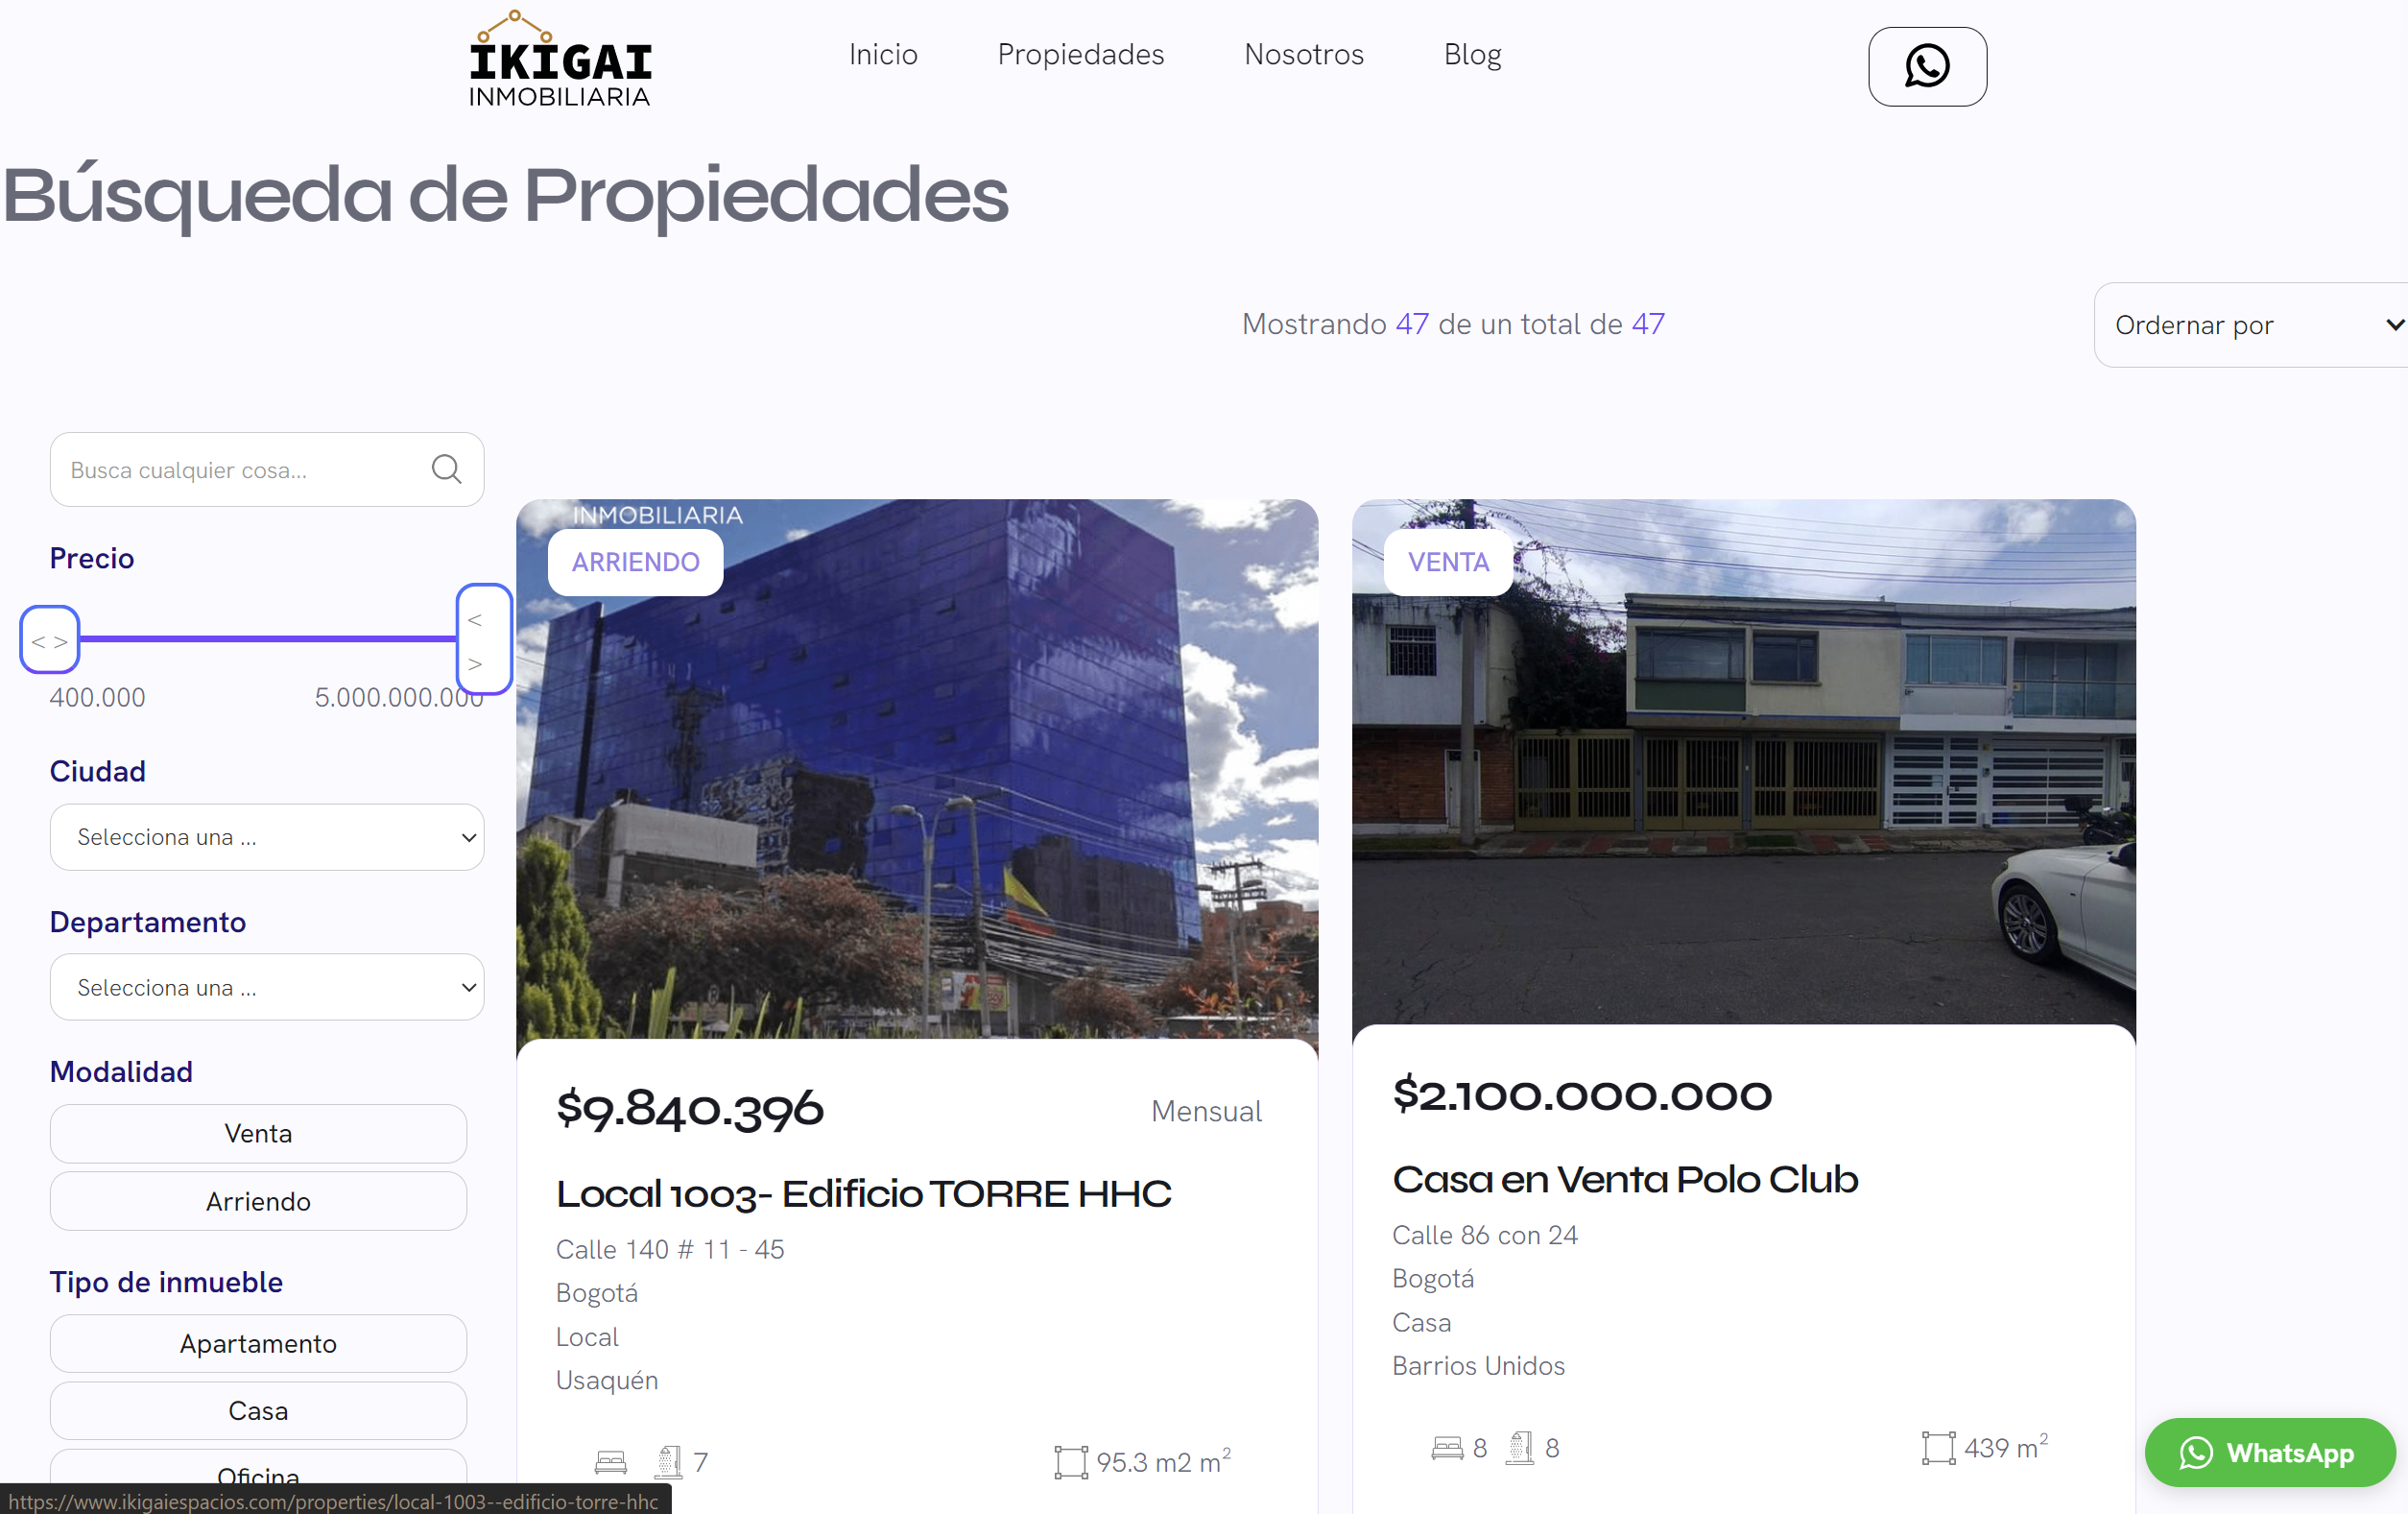 IKIGAI
INMOBILIARIA
Inicio
Propiedades
Nosotros
Blog
Búsqueda de Propiedades
Mostrando 47 de un total de 47
Ordernar por
Busca cualquier cosa...
Precio
< >
<
>
400.000
5.000.000.000
Ciudad
Selecciona una ...
Departamento
Selecciona una ...
Modalidad
Venta
Arriendo
Tipo de inmueble
Apartamento
Casa
Oficina
INMOBILIARIA
ARRIENDO
$9.840.396
Mensual
Local 1003- Edificio TORRE HHC
Calle 140 # 11 - 45
Bogotá
Local
Usaquén
7
95.3 m2 m²
VENTA
$2.100.000.000
Casa en Venta Polo Club
Calle 86 con 24
Bogotá
Casa
Barrios Unidos
8
8
439 m²
WhatsApp
https://www.ikigaiespacios.com/properties/local-1003--edificio-torre-hhc